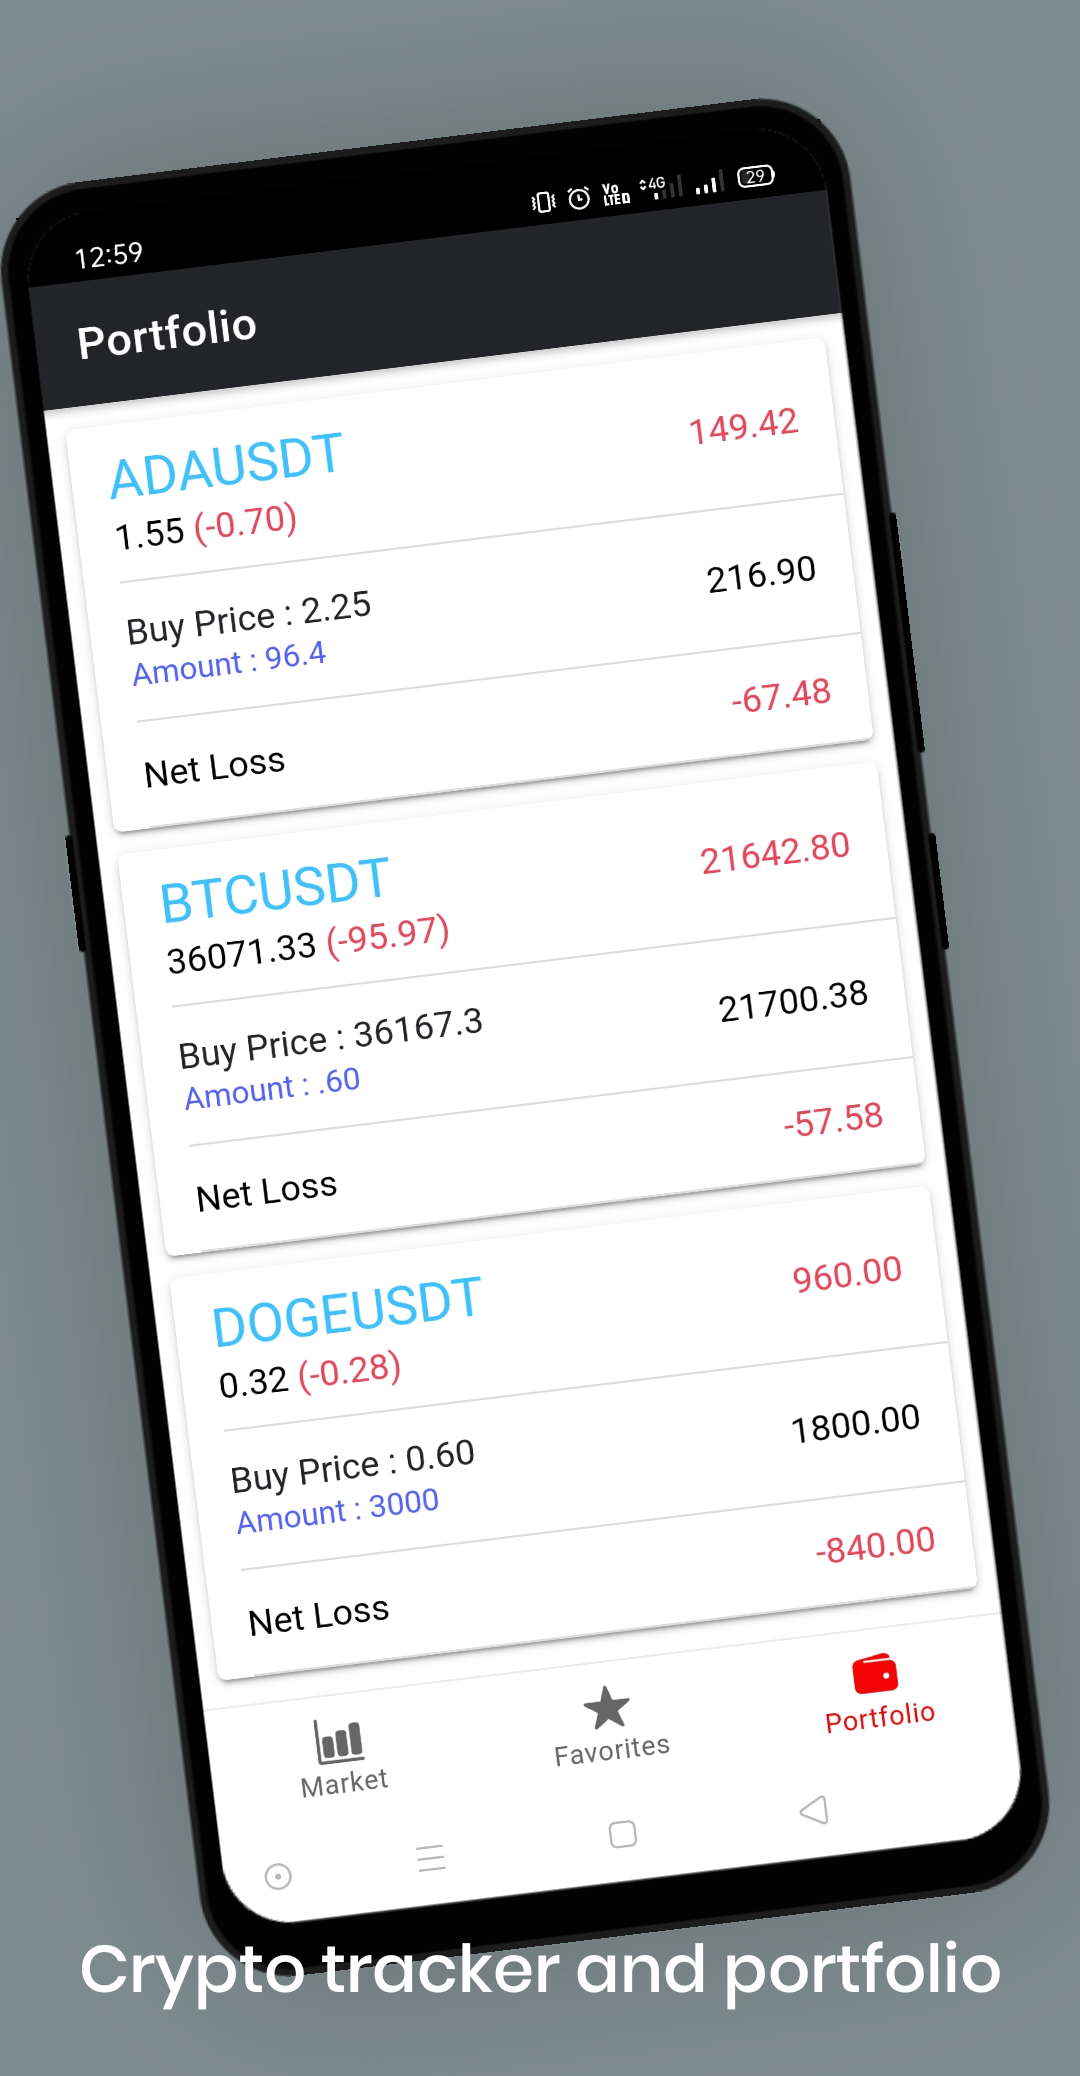 12:59
Vo
LTE
4G
29
Portfolio
ADAUSDT
149.42
1.55 (-0.70)
Buy Price : 2.25
216.90
Amount : 96.4
Net Loss
-67.48
BTCUSDT
21642.80
36071.33 (-95.97)
Buy Price : 36167.3
21700.38
Amount : .60
Net Loss
-57.58
DOGEUSDT
960.00
0.32 (-0.28)
Buy Price : 0.60
1800.00
Amount : 3000
Net Loss
-840.00
Market
Favorites
Portfolio
Crypto tracker and portfolio